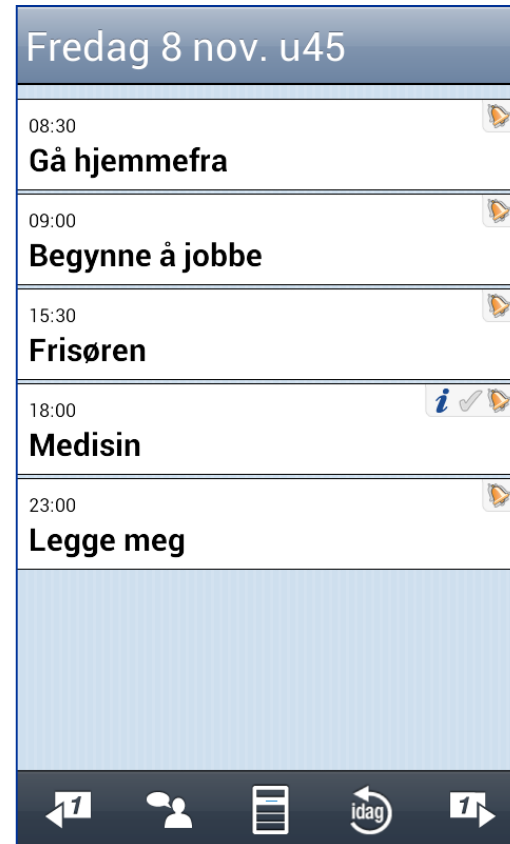 Fredag 8 nov. u45
08:30
Gå hjemmefra
09:00
Begynne å jobbe
15:30
Frisøren
18:00
i
Medisin
23:00
Legge meg
1 idag 1